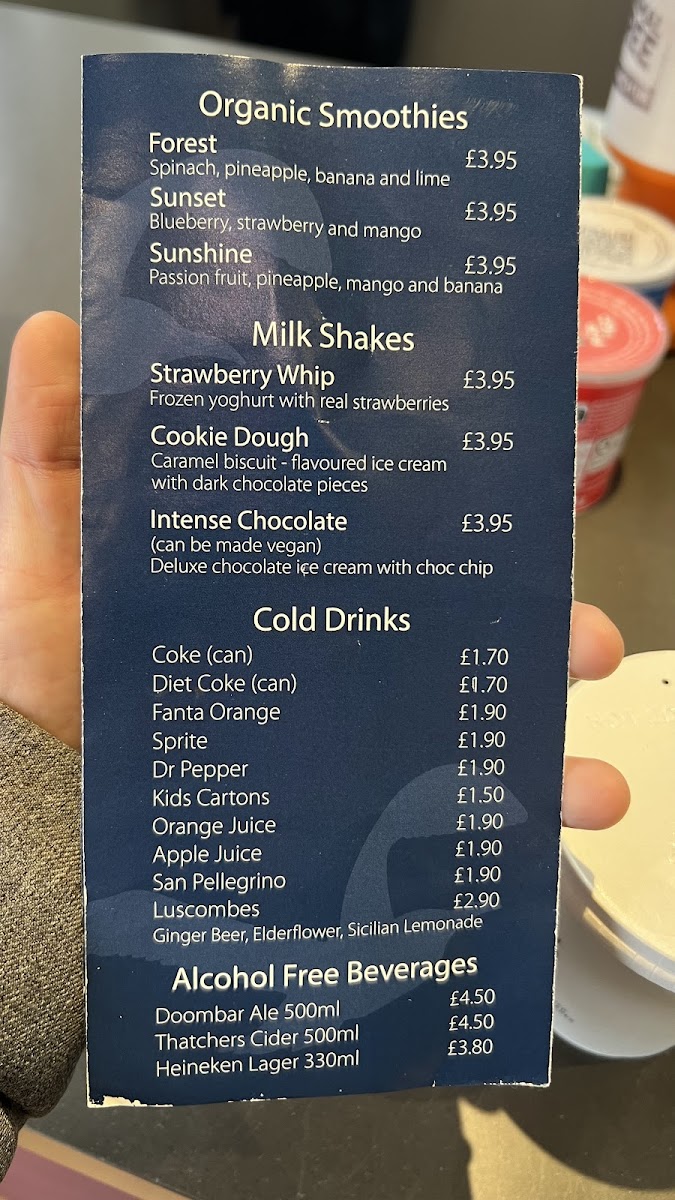 Organic Smoothies
Forest £3.95
Spinach, pineapple, banana and lime
Sunset £3.95
Blueberry, strawberry and mango
Sunshine £3.95
Passion fruit, pineapple, mango and banana
Milk Shakes
Strawberry Whip £3.95
Frozen yoghurt with real strawberries
Cookie Dough £3.95
Caramel biscuit - flavoured ice cream
with dark chocolate pieces
Intense Chocolate £3.95
(can be made vegan)
Deluxe chocolate ice cream with choc chip
Cold Drinks
Coke (can) £1.70
Diet Coke (can) £1.70
Fanta Orange £1.90
Sprite £1.90
Dr Pepper £1.90
Kids Cartons £1.50
Orange Juice £1.90
Apple Juice £1.90
San Pellegrino £1.90
Luscombes £2.90
Ginger Beer, Elderflower, Sicilian Lemonade
Alcohol Free Beverages
Doombar Ale 500ml £4.50
Thatchers Cider 500ml £4.50
Heineken Lager 330ml £3.80